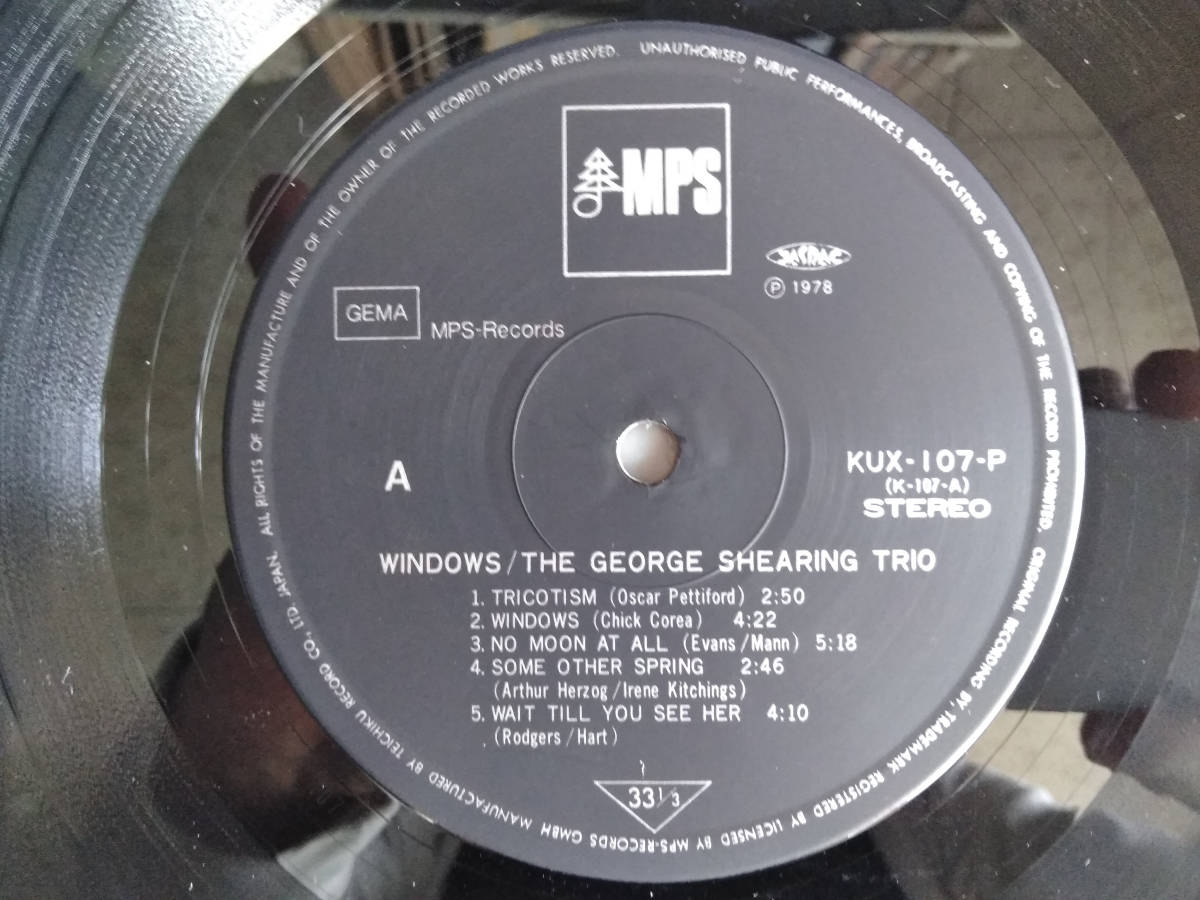 MPS
JASRAC
Ⓟ 1978
GEMA
MPS-Records
A
KUX-107-P
(K-107-A)
STEREO
WINDOWS/THE GEORGE SHEARING TRIO
1. TRICOTISM (Oscar Pettiford) 2:50
2. WINDOWS (Chick Corea) 4:22
3. NO MOON AT ALL (Evans/Mann) 5:18
4. SOME OTHER SPRING 2:46
(Arthur Herzog/Irene Kitchings)
5. WAIT TILL YOU SEE HER 4:10
(Rodgers/Hart)
33 1/3
MANUFACTURED BY TEICHIKU RECORD CO., LTD. JAPAN. ALL RIGHTS OF THE MANUFACTURE AND OF THE OWNER OF THE RECORDED WORKS RESERVED. UNAUTHORISED PUBLIC PERFORMANCES, BROADCASTING AND COPYING OF THE RECORD PROHIBITED. ORIGINAL RECORDING BY, TRADEMARK REGISTERED BY LICENSED BY MPS-RECORDS GMBH